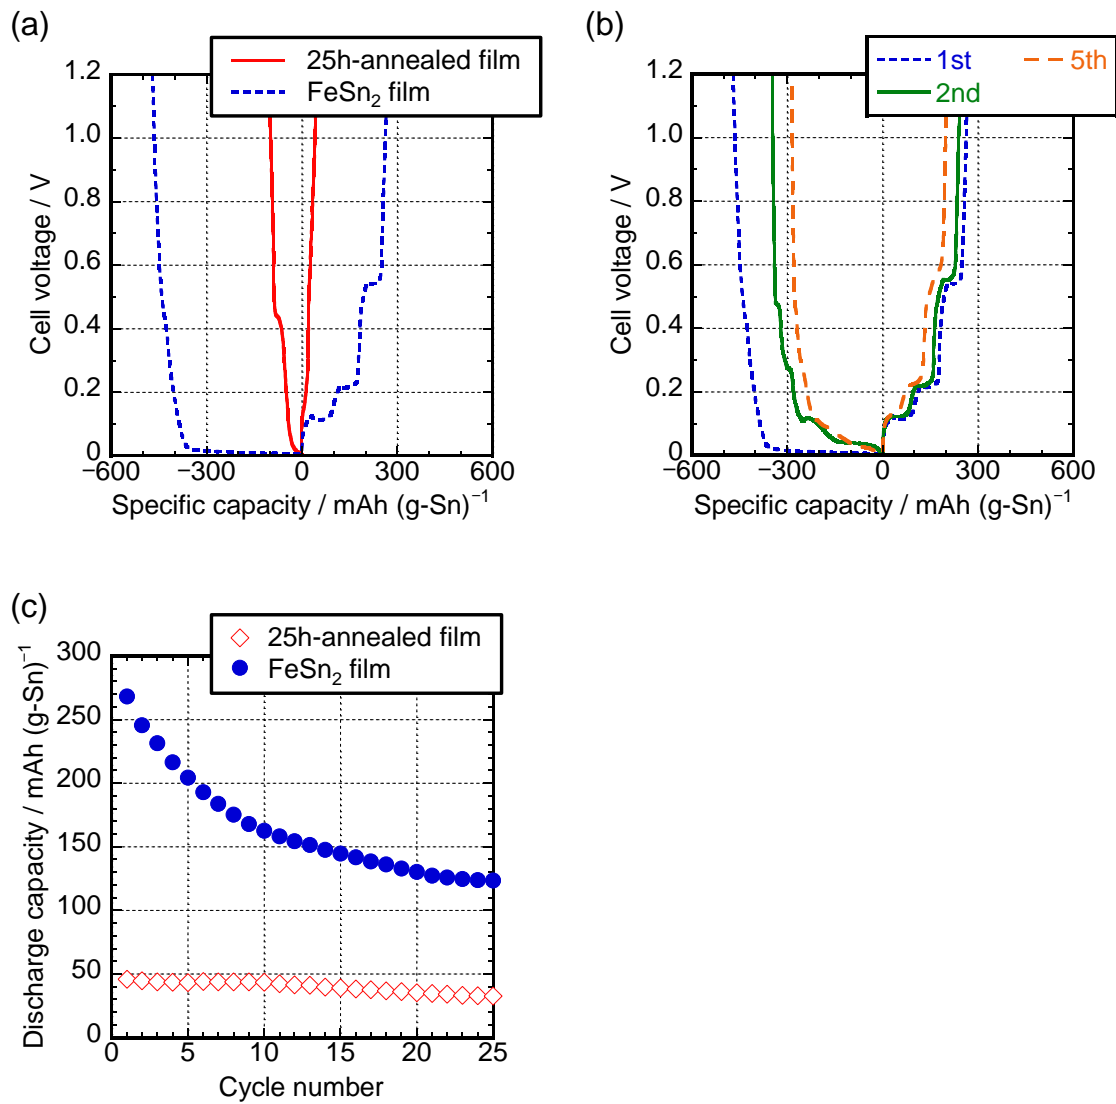 (a)
25h-annealed film
FeSn₂ film
1.2
1.0
0.8
0.6
0.4
0.2
0
Cell voltage / V
−600
−300
0
300
600
Specific capacity / mAh (g-Sn)⁻¹
(b)
1st
5th
2nd
1.2
1.0
0.8
0.6
0.4
0.2
0
Cell voltage / V
−600
−300
0
300
600
Specific capacity / mAh (g-Sn)⁻¹
(c)
25h-annealed film
FeSn₂ film
300
250
200
150
100
50
0
Discharge capacity / mAh (g-Sn)⁻¹
0
5
10
15
20
25
Cycle number